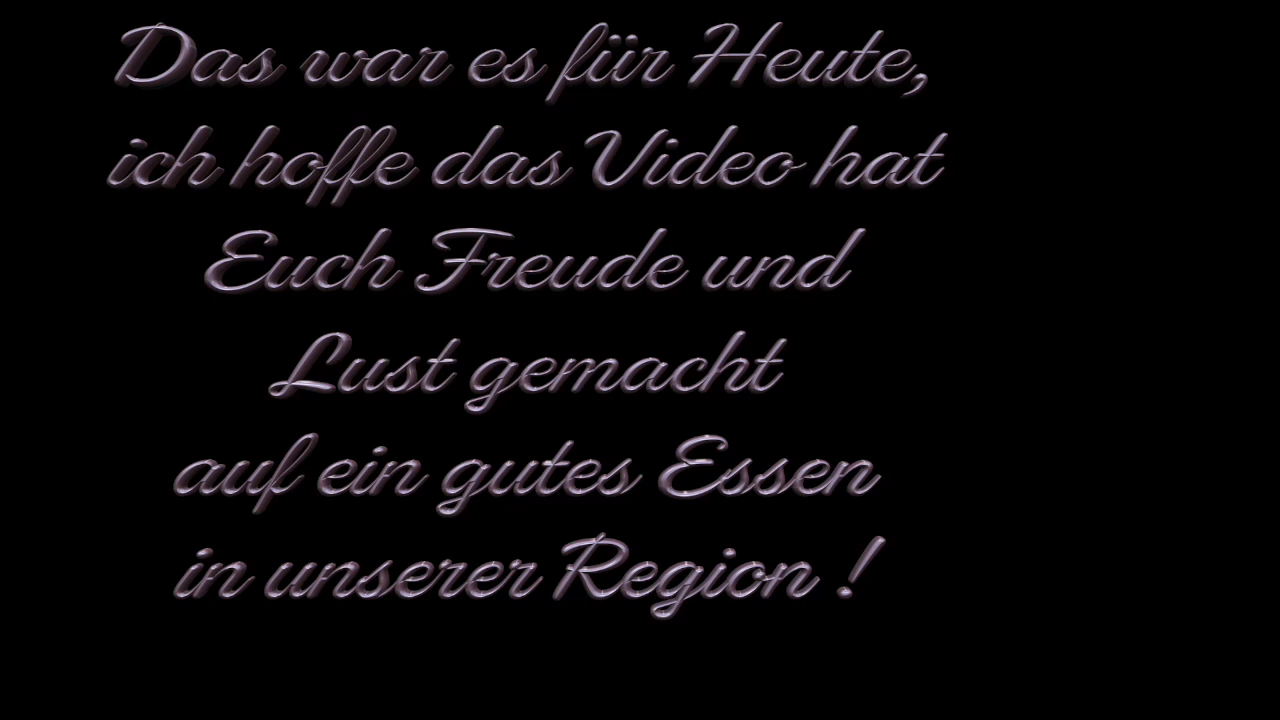 Das war es für Heute,
ich hoffe das Video hat
Euch Freude und
Lust gemacht
auf ein gutes Essen
in unserer Region !